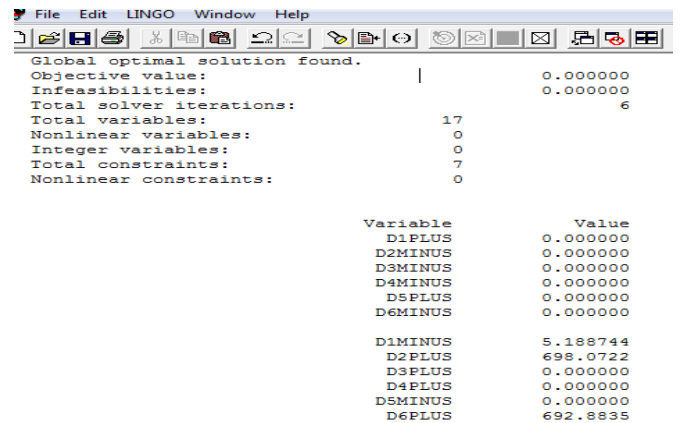 File Edit LINGO Window Help
Global optimal solution found.
Objective value: 0.000000
Infeasibilities: 0.000000
Total solver iterations: 6
Total variables: 17
Nonlinear variables: 0
Integer variables: 0
Total constraints: 7
Nonlinear constraints: 0
Variable Value
D1PLUS 0.000000
D2MINUS 0.000000
D3MINUS 0.000000
D4MINUS 0.000000
D5PLUS 0.000000
D6MINUS 0.000000
D1MINUS 5.188744
D2PLUS 698.0722
D3PLUS 0.000000
D4PLUS 0.000000
D5MINUS 0.000000
D6PLUS 692.8835